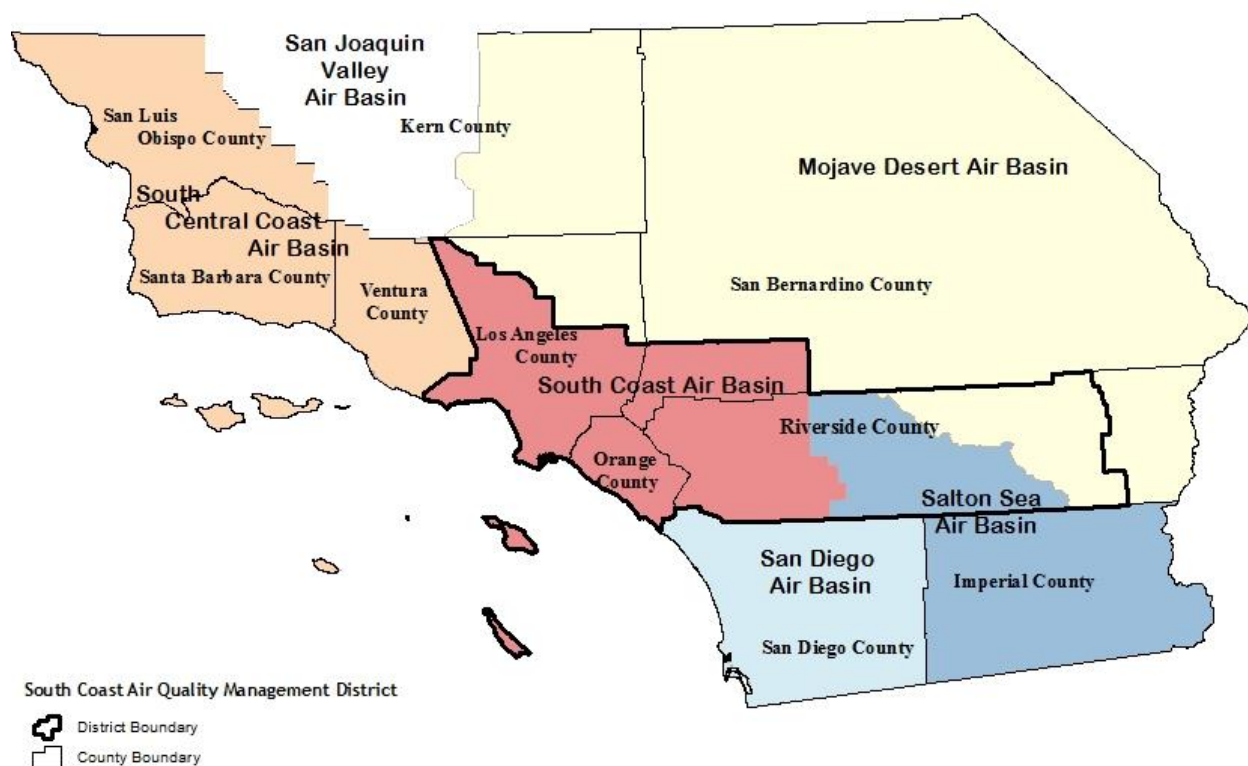 San Joaquin
Valley
Air Basin
San Luis
Obispo County
Kern County
Mojave Desert Air Basin
South
Central Coast
Air Basin
Santa Barbara County
Ventura
County
San Bernardino County
Los Angeles
County
South Coast Air Basin
Riverside County
Orange
County
Salton Sea
Air Basin
San Diego
Air Basin
Imperial County
San Diego County
South Coast Air Quality Management District
District Boundary
County Boundary